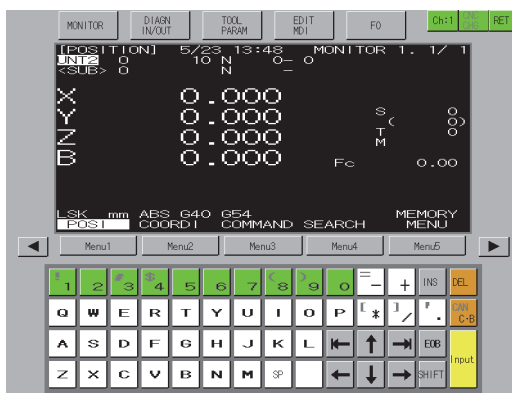 MONITOR DIAGN IN/OUT TOOL PARAM EDIT MDI F0 Ch:1 CNC CHG RET
[POSITION] 5/23 13:48 MONITOR 1. 1/ 1
UNT2 O 10 N 0- 0
<SUB> O N -
X 0.000
Y 0.000 S 0
( 0)
Z 0.000 T 0
M
B 0.000 Fc 0.00
LSK mm ABS G40 G54 MEMORY
POSI COORDI COMMAND SEARCH MENU
Menu1 Menu2 Menu3 Menu4 Menu5
! 1 2 # 3 $ 4 5 6 7 ( 8 ) 9 0 = - + INS DEL
Q W E R T Y U I O P [ * ] / ' . CAN C-B
A S D F G H J K L EOB Input
Z X C V B N M SP SHIFT